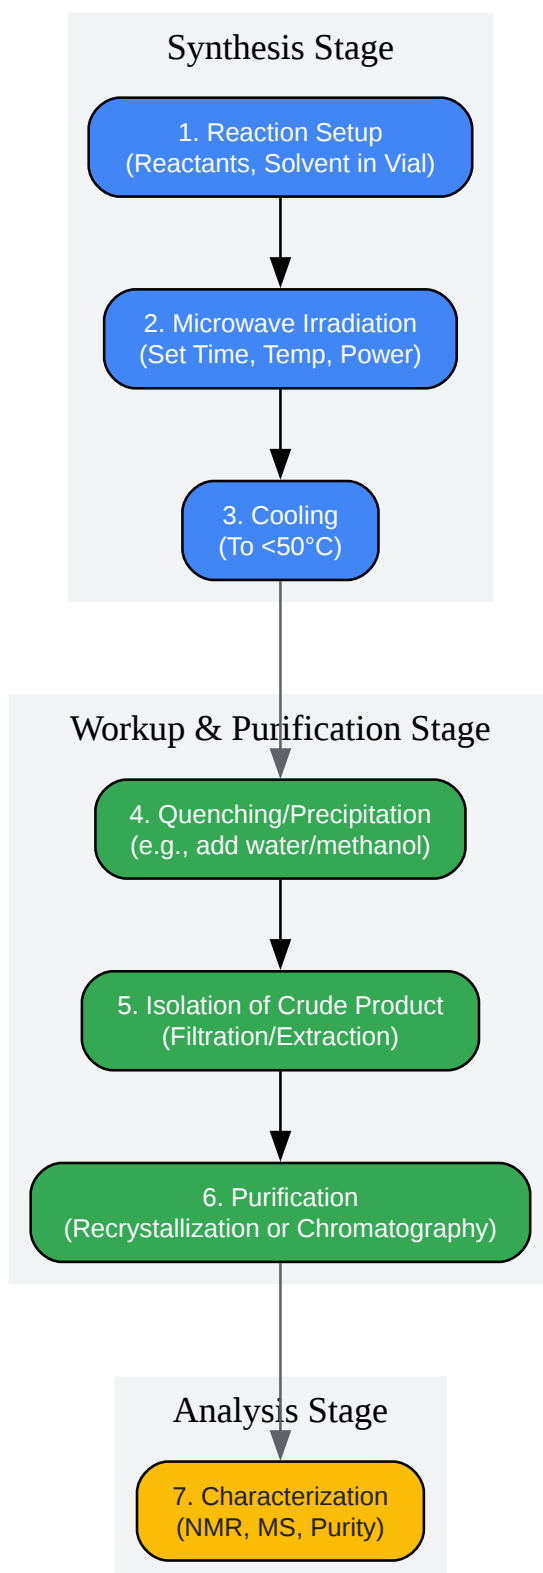 Synthesis Stage
1. Reaction Setup
(Reactants, Solvent in Vial)
2. Microwave Irradiation
(Set Time, Temp, Power)
3. Cooling
(To <50°C)
Workup & Purification Stage
4. Quenching/Precipitation
(e.g., add water/methanol)
5. Isolation of Crude Product
(Filtration/Extraction)
6. Purification
(Recrystallization or Chromatography)
Analysis Stage
7. Characterization
(NMR, MS, Purity)